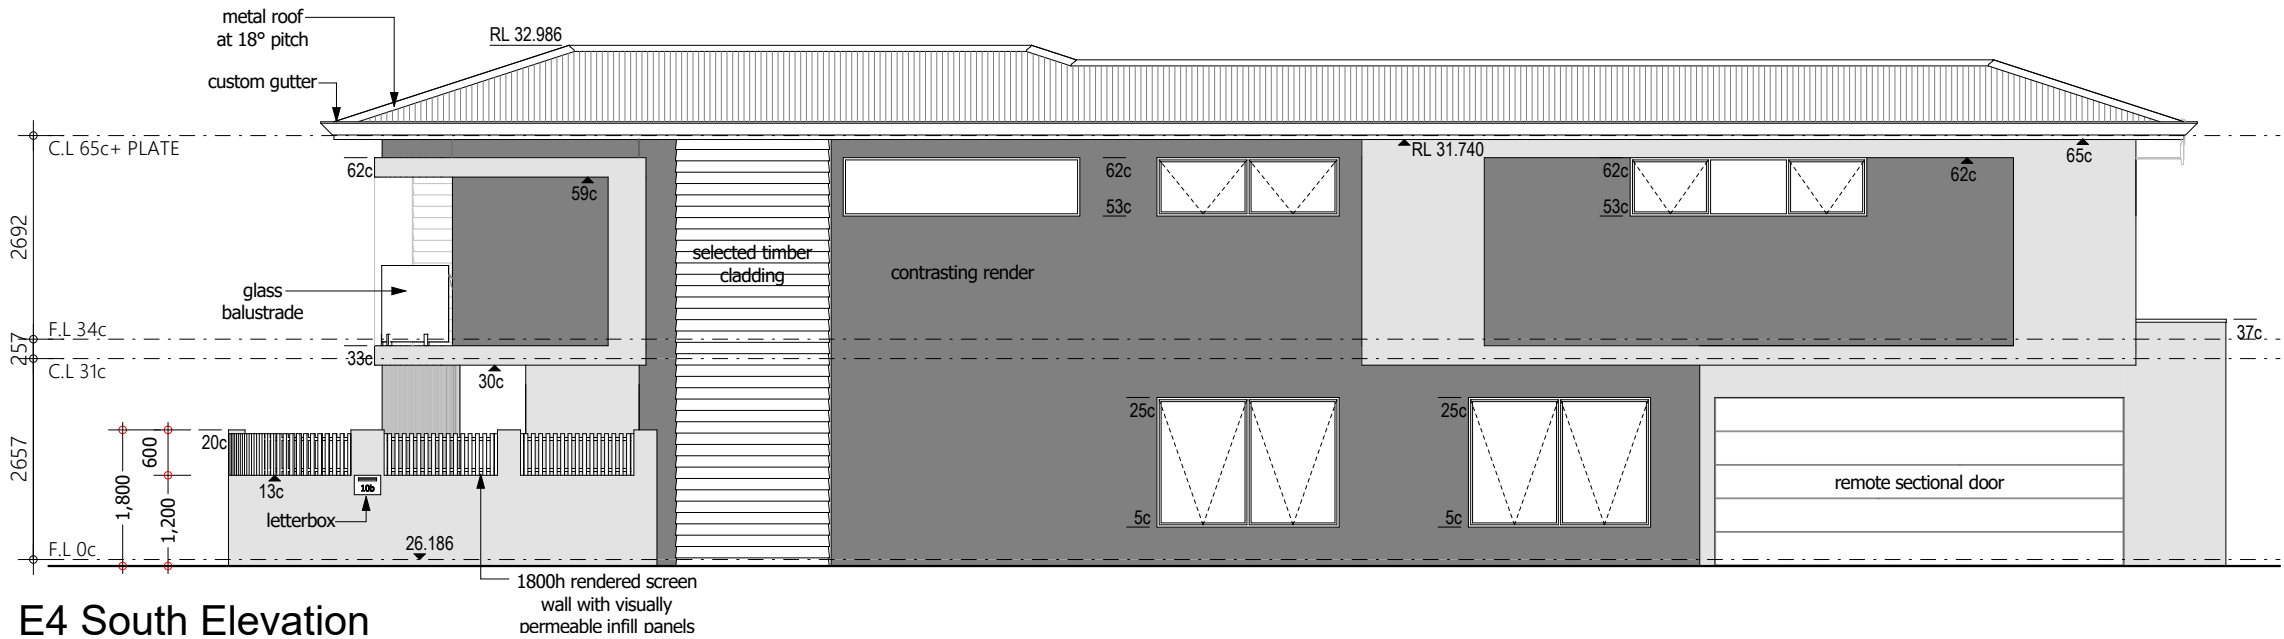 metal roof
at 18° pitch
RL 32.986
custom gutter
C.L 65c+ PLATE
RL 31.740
65c
62c
62c
62c
62c
59c
53c
53c
2692
selected timber
cladding
contrasting render
glass
balustrade
F.L 34c
37c
257
33c
C.L 31c
30c
25c
25c
20c
2657
600
1,800
1,200
13c
10b
letterbox
remote sectional door
5c
5c
F.L 0c
26.186
1800h rendered screen
wall with visually
permeable infill panels
E4 South Elevation